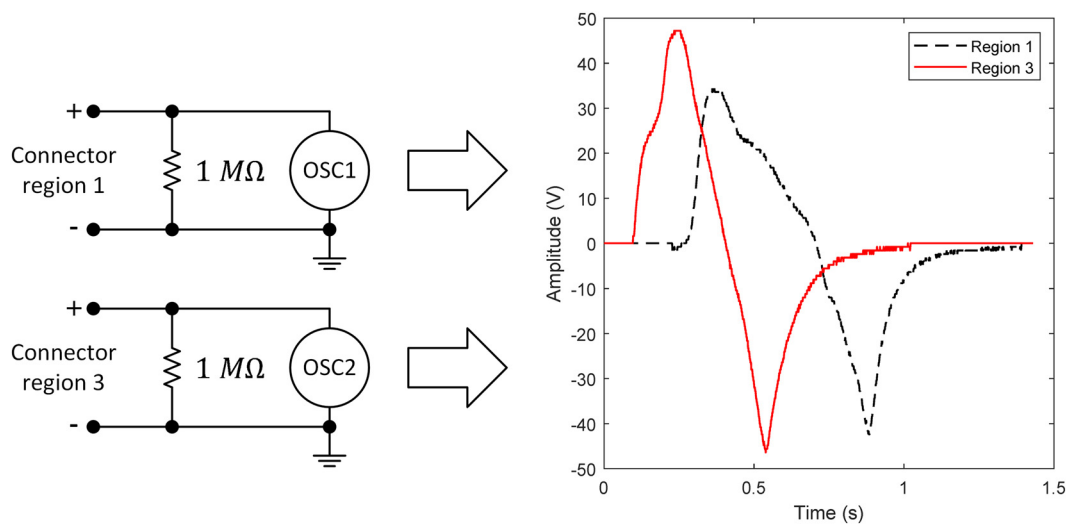 +
Connector
region 1
-
1 MΩ
OSC1
+
Connector
region 3
-
1 MΩ
OSC2
50
40
30
20
10
0
-10
-20
-30
-40
-50
Amplitude (V)
Region 1
Region 3
0
0.5
1
1.5
Time (s)